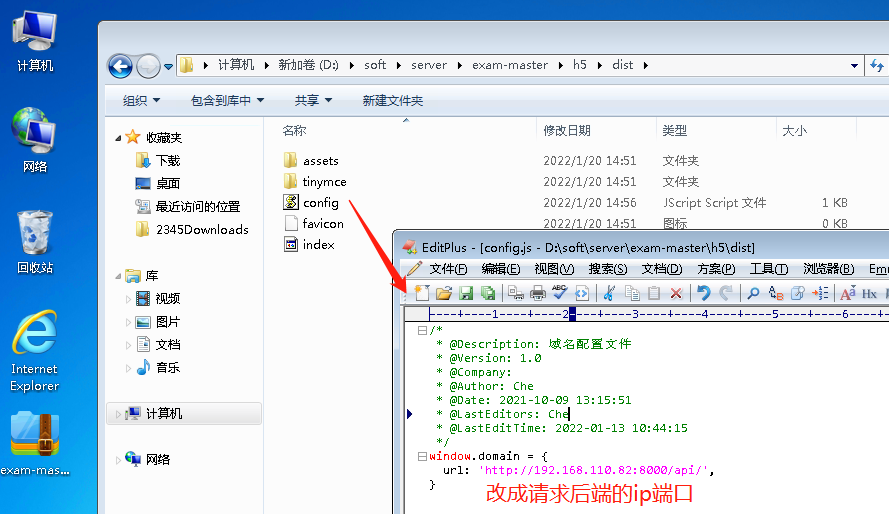 计算机
网络
回收站
Internet
Explorer
exam-mas...
计算机
新加卷 (D:)
soft
server
exam-master
h5
dist
组织
包含到库中
共享
新建文件夹
收藏夹
下载
桌面
最近访问的位置
2345Downloads
库
视频
图片
文档
音乐
计算机
网络
名称 修改日期 类型 大小
assets 2022/1/20 14:51 文件夹
tinymce 2022/1/20 14:51 文件夹
config 2022/1/20 14:56 JScript Script 文件 1 KB
favicon 2022/1/20 14:51 图标 0 KB
index
EditPlus - [config.js - D:\soft\server\exam-master\h5\dist]
文件(F) 编辑(E) 视图(V) 搜索(S) 文档(D) 方案(P) 工具(T) 浏览器(B) Em
----+----1----+----2----+----3----+----4----+----5----+----6----+
/*
* @Description: 域名配置文件
* @Version: 1.0
* @Company:
* @Author: Che
* @Date: 2021-10-09 13:15:51
* @LastEditors: Che
* @LastEditTime: 2022-01-13 10:44:15
*/
window.domain = {
url: 'http://192.168.110.82:8000/api/',
}
改成请求后端的ip端口